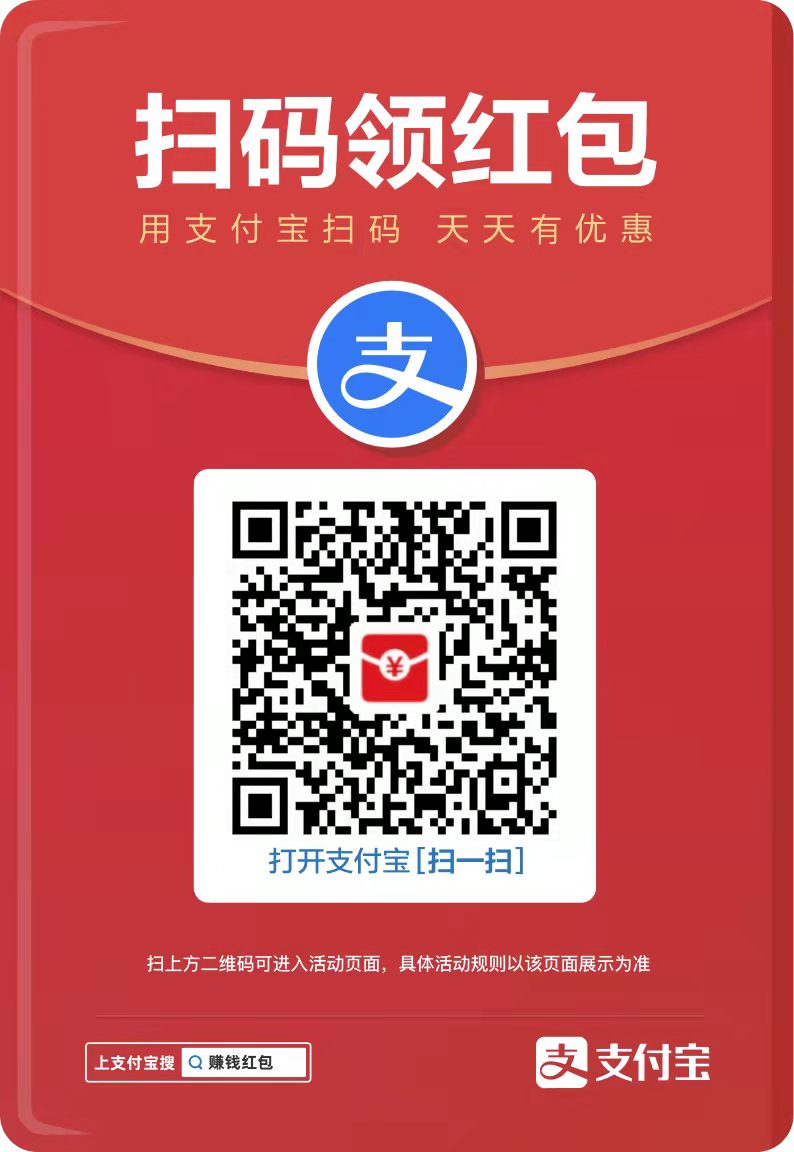 扫码领红包
用支付宝扫码 天天有优惠
支
¥
打开支付宝[扫一扫]
扫上方二维码可进入活动页面，具体活动规则以该页面展示为准
上支付宝搜 赚钱红包
支 支付宝